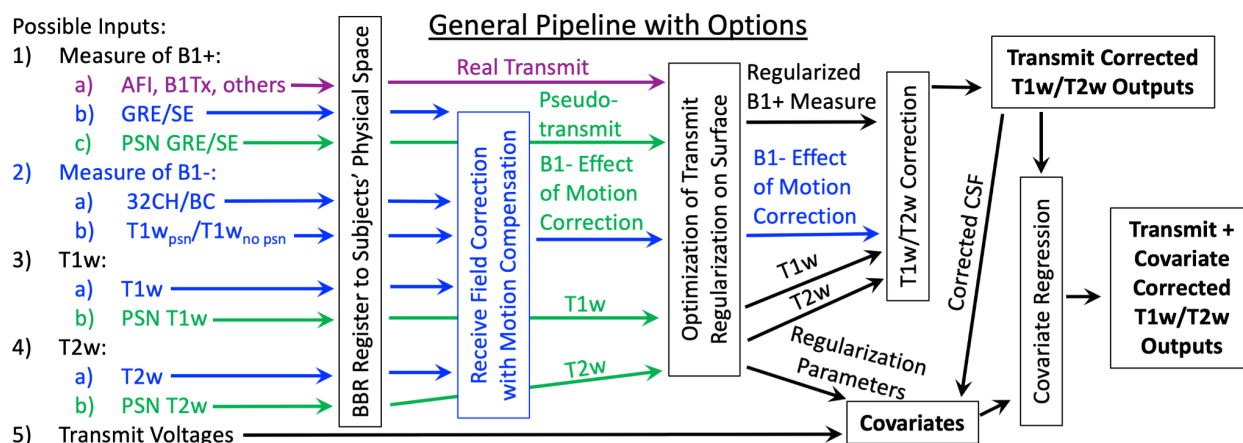 General Pipeline with Options
Possible Inputs:
1) Measure of B1+:
a) AFI, B1Tx, others
b) GRE/SE
c) PSN GRE/SE
2) Measure of B1-:
a) 32CH/BC
b) T1wpsn/T1wno psn
3) T1w:
a) T1w
b) PSN T1w
4) T2w:
a) T2w
b) PSN T2w
5) Transmit Voltages
BBR Register to Subjects’ Physical Space
Receive Field Correction
with Motion Compensation
Real Transmit
Pseudo-
transmit
B1- Effect
of Motion
Correction
T1w
T2w
Optimization of Transmit
Regularization on Surface
Regularized
B1+ Measure
B1- Effect
of Motion
Correction
T1w
T2w
Regularization
Parameters
T1w/T2w Correction
Transmit Corrected
T1w/T2w Outputs
Corrected CSF
Covariates
Covariate Regression
Transmit +
Covariate
Corrected
T1w/T2w
Outputs